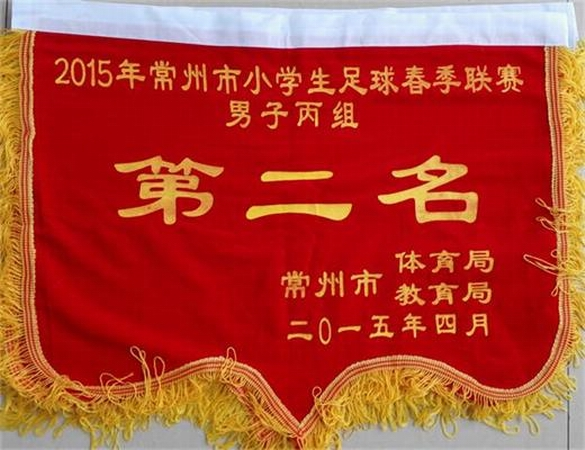 2015年常州市小学生足球春季联赛
男子丙组
第二名
体育局
常州市
教育局
二〇一五年四月